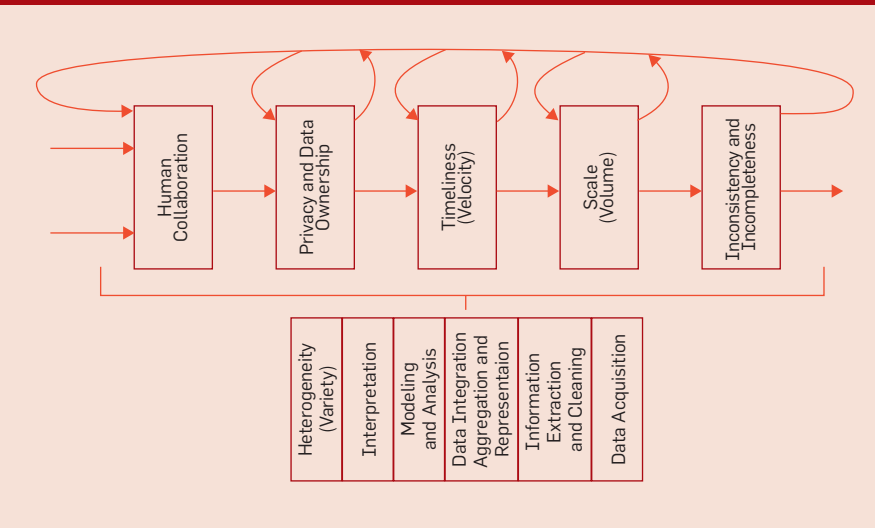 Human
Collaboration
Privacy and Data
Ownership
Timeliness
(Velocity)
Scale
(Volume)
Inconsistency and
Incompleteness
Heterogeneity
(Variety)
Interpretation
Modeling
and Analysis
Data Integration
Aggregation and
Representaion
Information
Extraction
and Cleaning
Data Acquisition